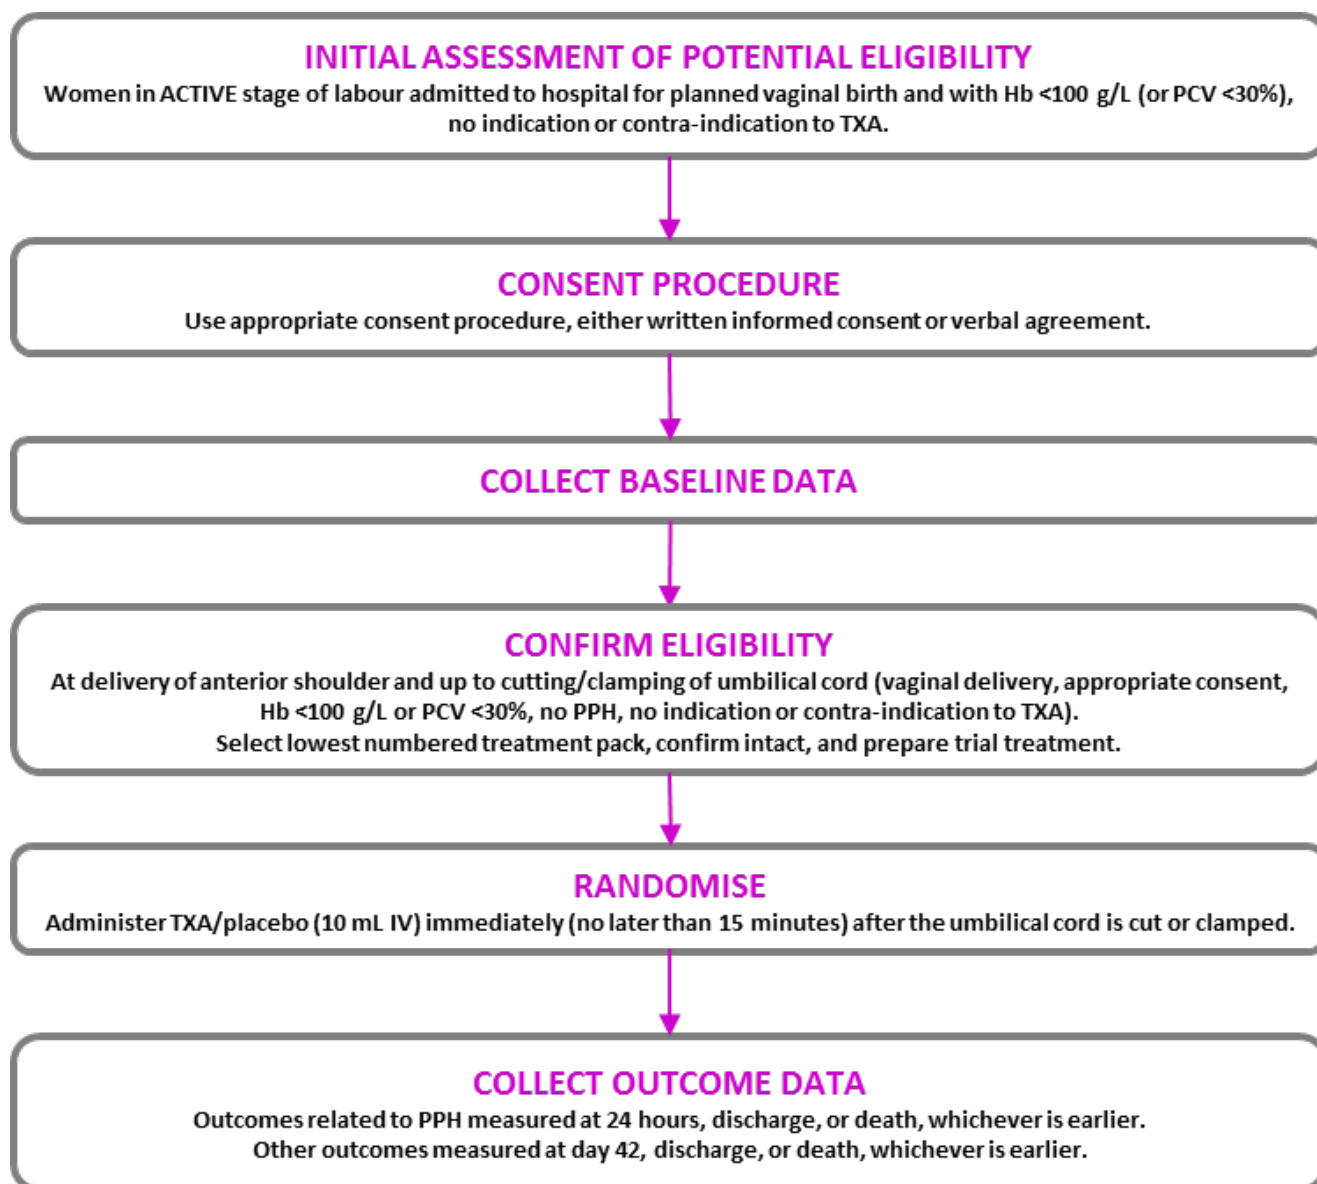 INITIAL ASSESSMENT OF POTENTIAL ELIGIBILITY
Women in ACTIVE stage of labour admitted to hospital for planned vaginal birth and with Hb <100 g/L (or PCV <30%),
no indication or contra-indication to TXA.
CONSENT PROCEDURE
Use appropriate consent procedure, either written informed consent or verbal agreement.
COLLECT BASELINE DATA
CONFIRM ELIGIBILITY
At delivery of anterior shoulder and up to cutting/clamping of umbilical cord (vaginal delivery, appropriate consent,
Hb <100 g/L or PCV <30%, no PPH, no indication or contra-indication to TXA).
Select lowest numbered treatment pack, confirm intact, and prepare trial treatment.
RANDOMISE
Administer TXA/placebo (10 mL IV) immediately (no later than 15 minutes) after the umbilical cord is cut or clamped.
COLLECT OUTCOME DATA
Outcomes related to PPH measured at 24 hours, discharge, or death, whichever is earlier.
Other outcomes measured at day 42, discharge, or death, whichever is earlier.